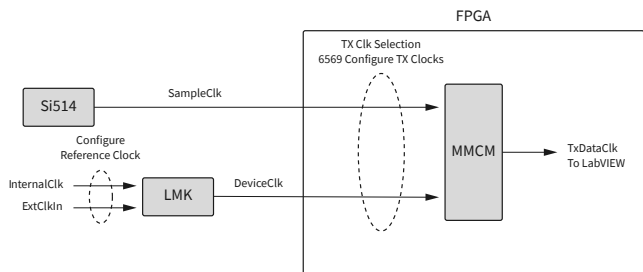 FPGA
TX Clk Selection
6569 Configure TX Clocks
Si514
SampleClk
MMCM
TxDataClk
To LabVIEW
Configure
Reference Clock
InternalClk
ExtClkIn
LMK
DeviceClk